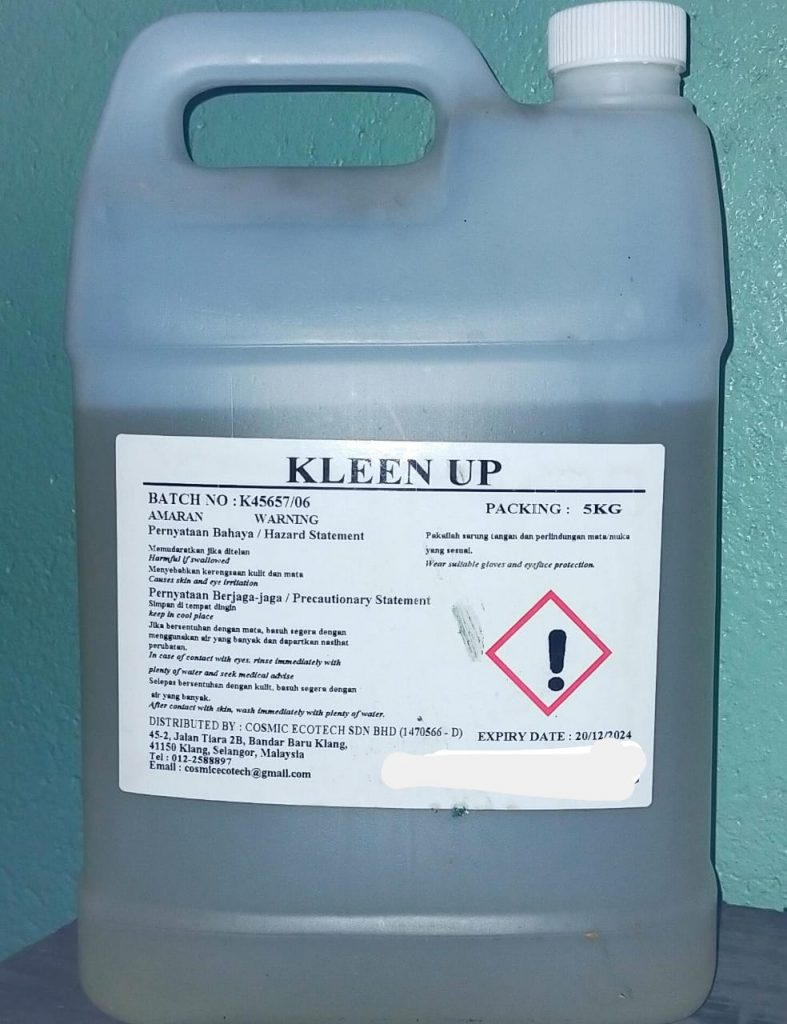 KLEEN UP
BATCH NO : K45657/06
PACKING : 5KG
AMARAN WARNING
Pernyataan Bahaya / Hazard Statement
Memudaratkan jika ditelan
Harmful if swallowed
Menyebabkan kerengsaan kulit dan mata
Causes skin and eye irritation
Pakailah sarung tangan dan perlindungan mata/muka
yang sesuai.
Wear suitable gloves and eye/face protection.
Pernyataan Berjaga-jaga / Precautionary Statement
Simpan di tempat dingin
keep in cool place
Jika bersentuhan dengan mata, basuh segera dengan
menggunakan air yang banyak dan dapartkan nasihat
perubatan.
In case of contact with eyes, rinse immediately with
plenty of water and seek medical advise
Selepas bersentuhan dengan kulit, basuh segera dengan
air yang banyak.
After contact with skin, wash immediately with plenty of water.
DISTRIBUTED BY : COSMIC ECOTECH SDN BHD (1470566 - D)
45-2, Jalan Tiara 2B, Bandar Baru Klang,
41150 Klang, Selangor, Malaysia
Tel : 012-2588897
Email : cosmicecotech@gmail.com
EXPIRY DATE : 20/12/2024